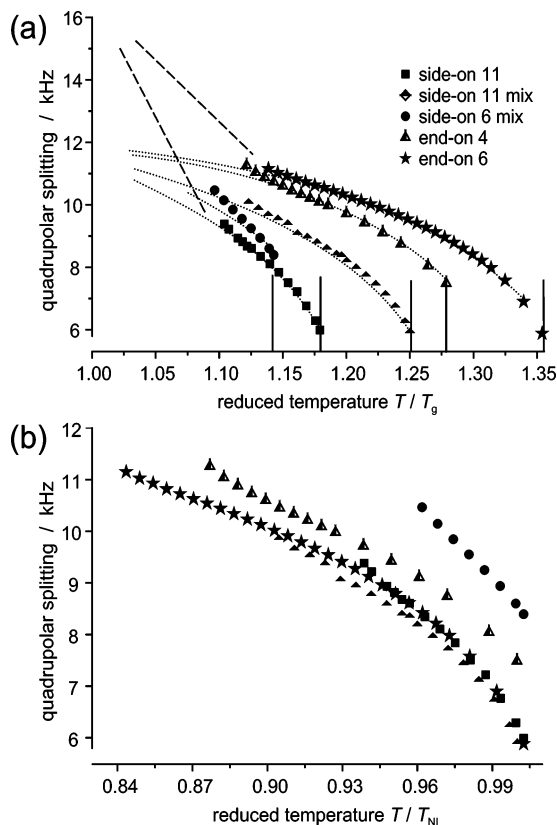 (a)
16
14
12
10
8
6
quadrupolar splitting / kHz
side-on 11
side-on 11 mix
side-on 6 mix
end-on 4
end-on 6
1.00 1.05 1.10 1.15 1.20 1.25 1.30 1.35
reduced temperature T / Tg
(b)
12
11
10
9
8
7
6
quadrupolar splitting / kHz
0.84 0.87 0.90 0.93 0.96 0.99
reduced temperature T / TNI